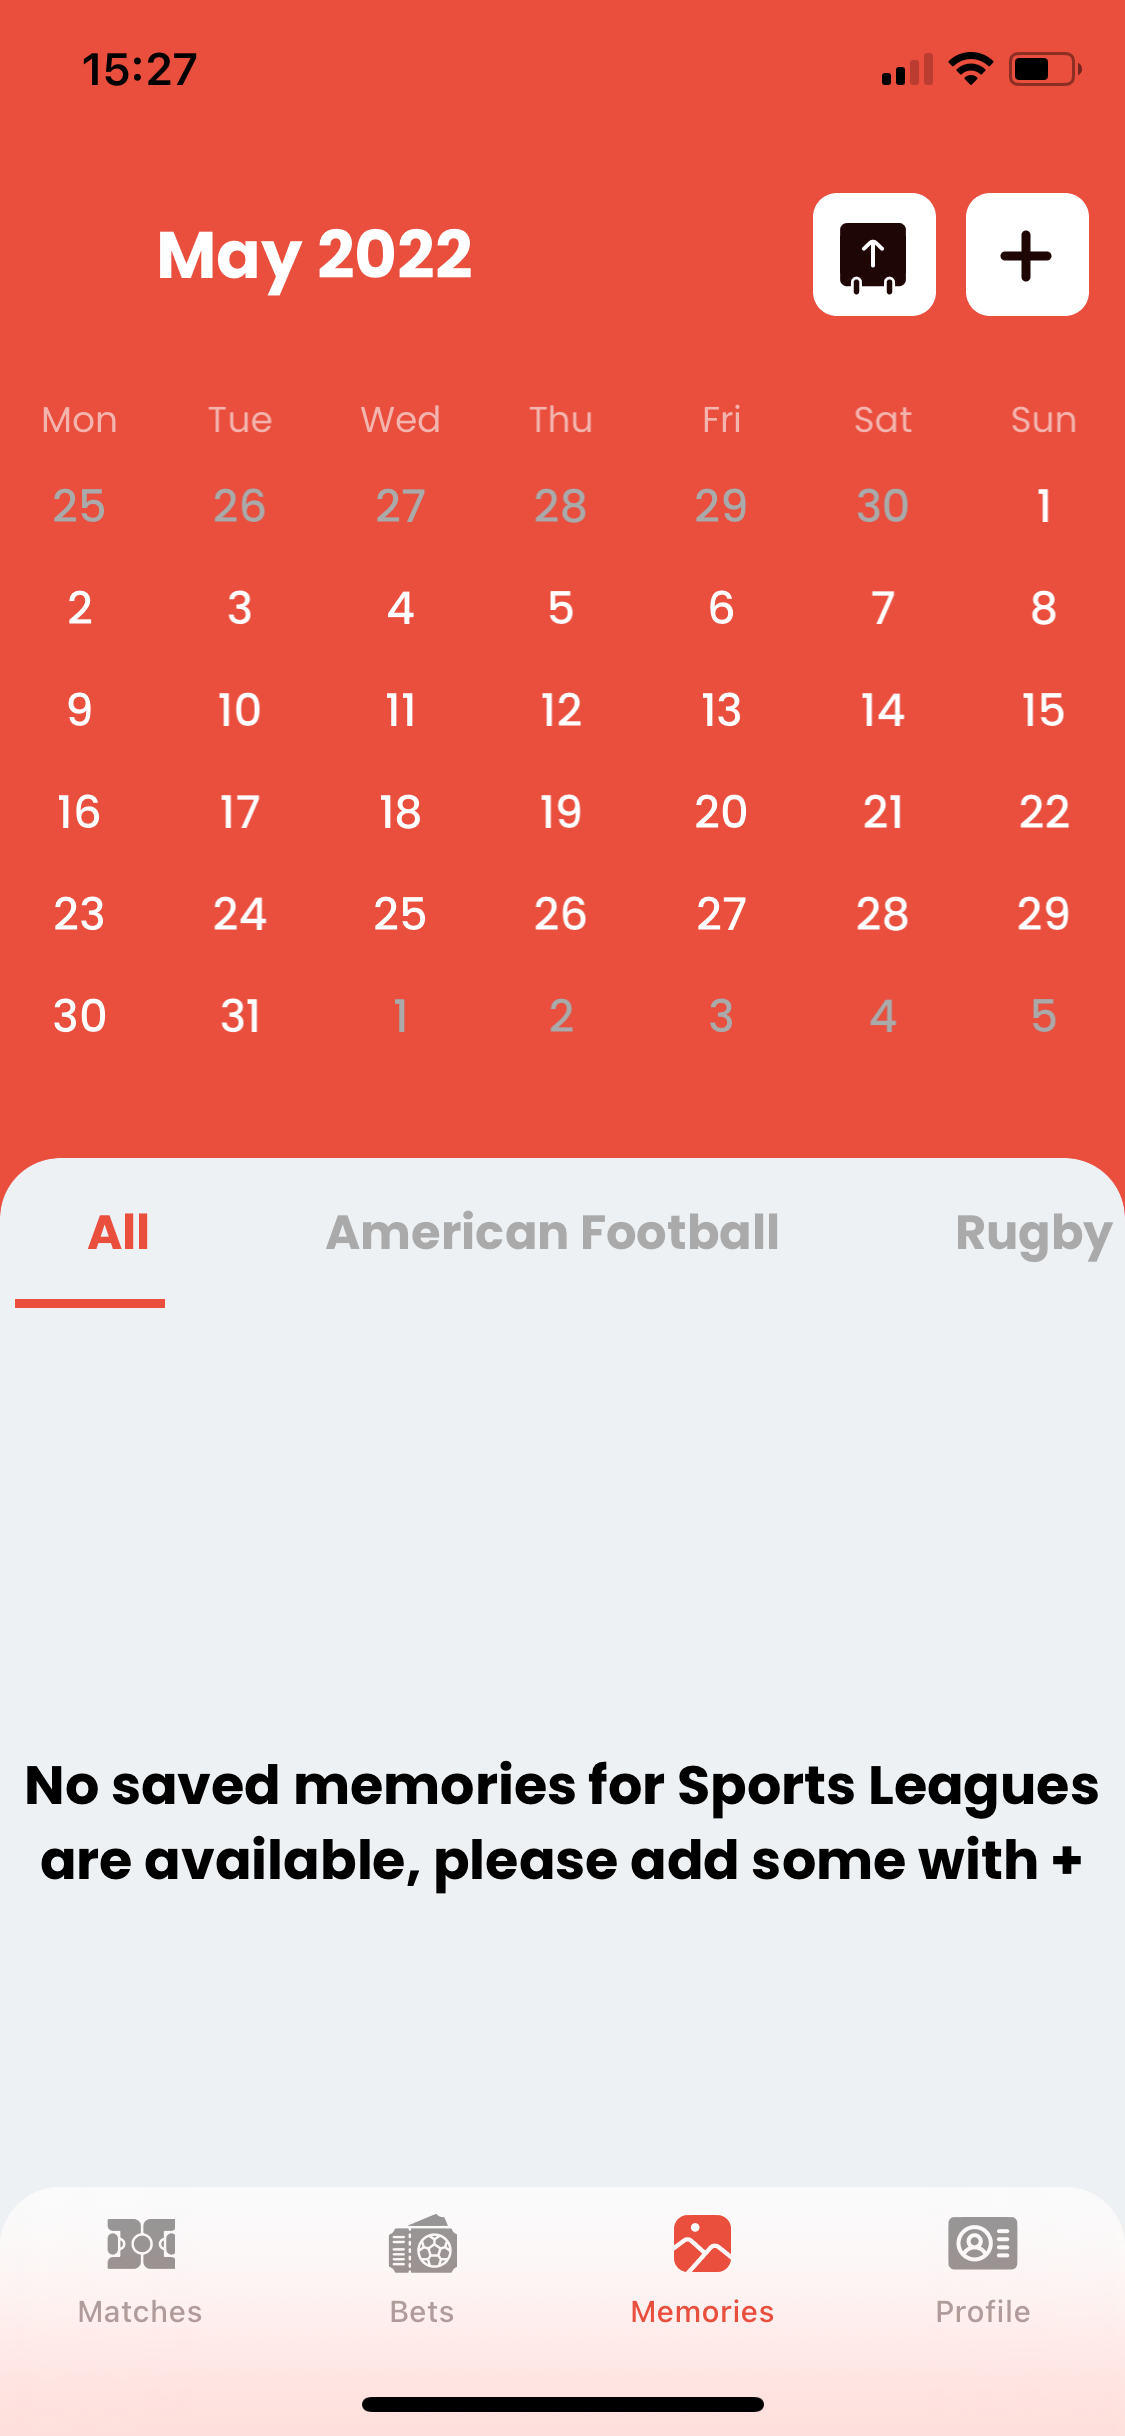 15:27
May 2022
Mon Tue Wed Thu Fri Sat Sun
25 26 27 28 29 30 1
2 3 4 5 6 7 8
9 10 11 12 13 14 15
16 17 18 19 20 21 22
23 24 25 26 27 28 29
30 31 1 2 3 4 5
All American Football Rugby
No saved memories for Sports Leagues
are available, please add some with +
Matches Bets Memories Profile